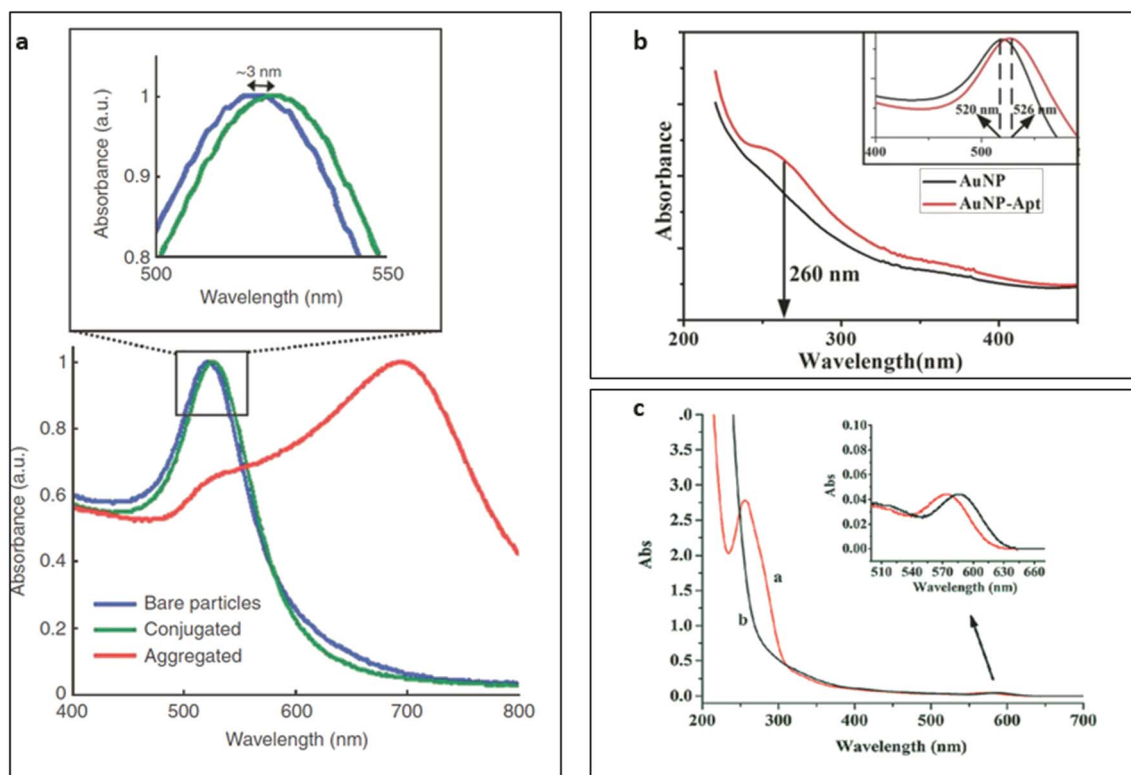 a
~3 nm
1
0.9
0.8
Absorbance (a.u.)
500
550
Wavelength (nm)
1
0.8
0.6
0.4
0.2
0
Absorbance (a.u.)
Bare particles
Conjugated
Aggregated
400
500
600
700
800
Wavelength (nm)
b
520 nm
526 nm
400
500
AuNP
AuNP-Apt
Absorbance
260 nm
200
300
400
Wavelength(nm)
c
.0
3.5
3.0
2.5
2.0
1.5
1.0
0.5
0.0
Abs
a
b
0.10
0.08
0.06
0.04
0.02
0.00
Abs
510
540
570
600
630
660
Wavelength (nm)
200
300
400
500
600
700
Wavelength (nm)